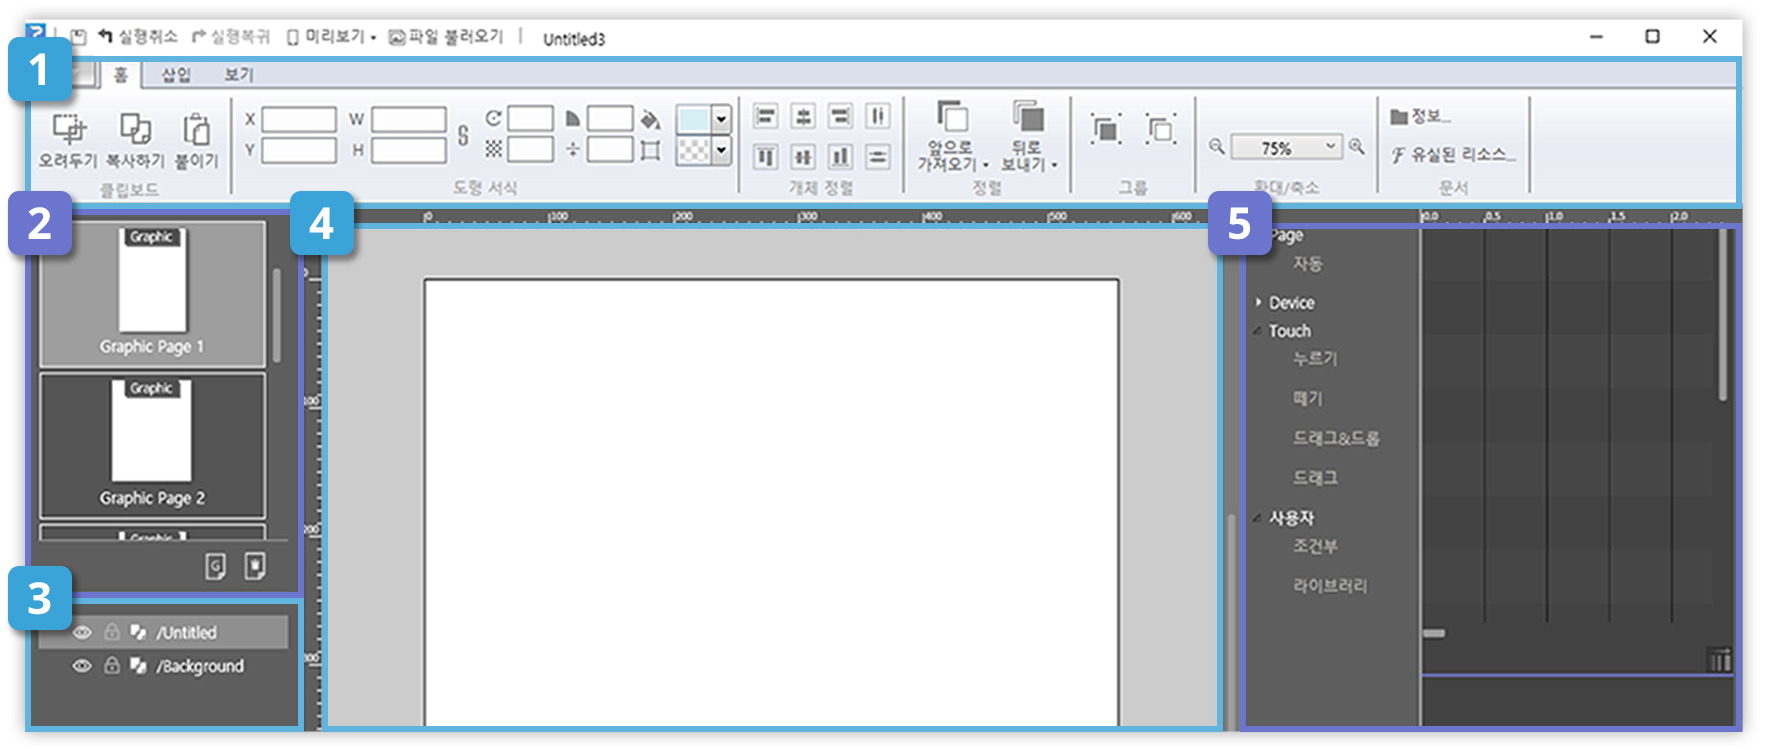 실행취소 실행복귀 미리보기 파일 불러오기 Untitled3
1
홈 삽입 보기
오려두기 복사하기 붙이기
클립보드
X W
Y H
도형 서식
개체 정렬
앞으로 가져오기
뒤로 보내기
정렬
그룹
75%
확대/축소
정보...
유실된 리소스...
문서
2
Graphic
Graphic Page 1
Graphic
Graphic Page 2
Graphic
G
3
/Untitled
/Background
4
0 100 200 300 400 500 600
0
100
200
300
5
0.0 0.5 1.0 1.5 2.0
Page
자동
Device
Touch
누르기
떼기
드래그&드롭
드래그
사용자
조건부
라이브러리